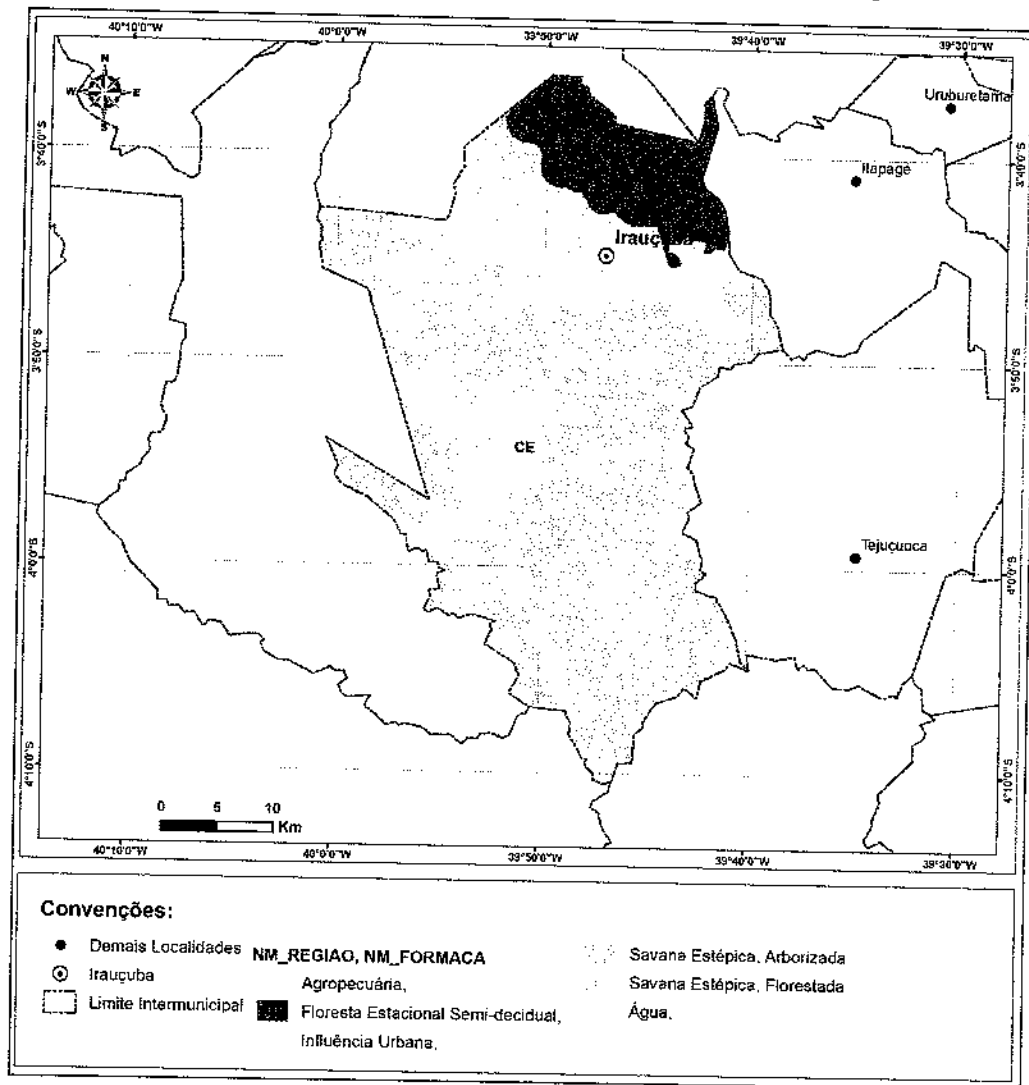 40°10'0"W 40°0'0"W 39°50'0"W 39°40'0"W 39°30'0"W
N
W E
S
Uruburetama
3°40'0"S 3°40'0"S
Itapagé
Irauçuba
3°50'0"S 3°50'0"S
CE
Tejuçuoca
4°0'0"S 4°0'0"S
4°10'0"S 4°10'0"S
0 5 10
Km
40°10'0"W 40°0'0"W 39°50'0"W 39°40'0"W 39°30'0"W
Convenções:
Demais Localidades
Irauçuba
Limite Intermunicipal
NM_REGIAO, NM_FORMACA
Agropecuária,
Floresta Estacional Semi-decidual,
Influência Urbana,
Savana Estépica, Arborizada
Savana Estépica, Florestada
Água,